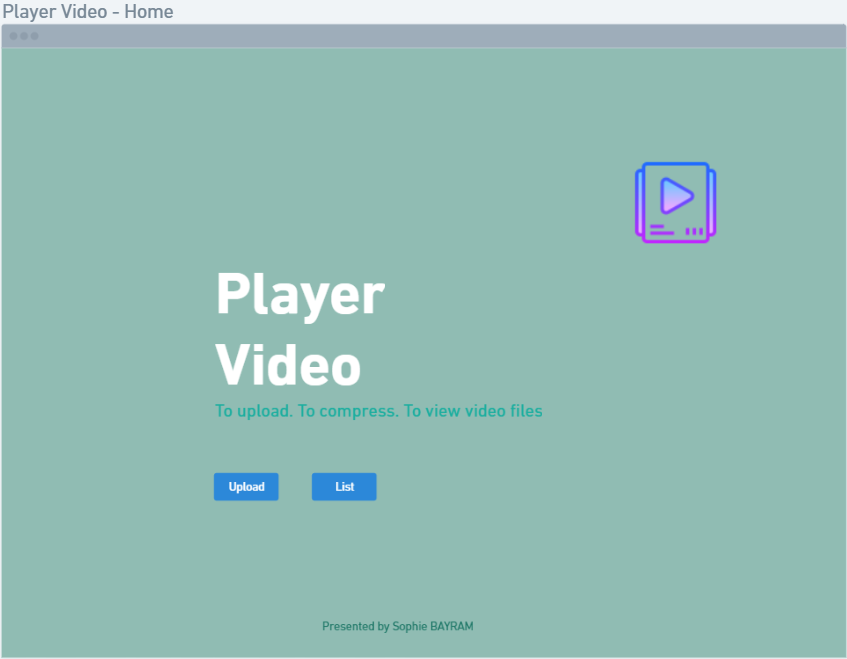 Player Video - Home
Player
Video
To upload. To compress. To view video files
Upload
List
Presented by Sophie BAYRAM